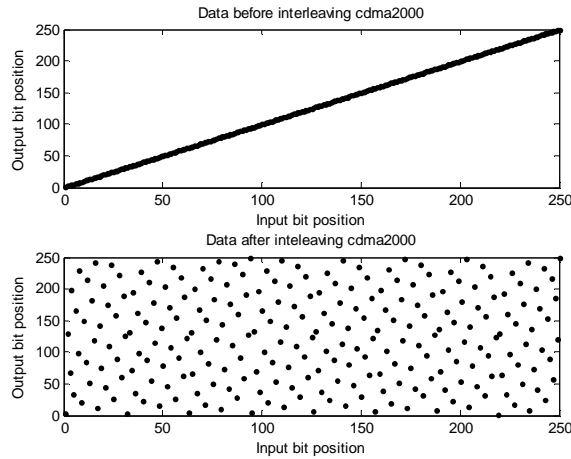 Data before interleaving cdma2000
Output bit position
250
200
150
100
50
0
0 50 100 150 200 250
Input bit position
Data after inteleaving cdma2000
Output bit position
250
200
150
100
50
0
0 50 100 150 200 250
Input bit position